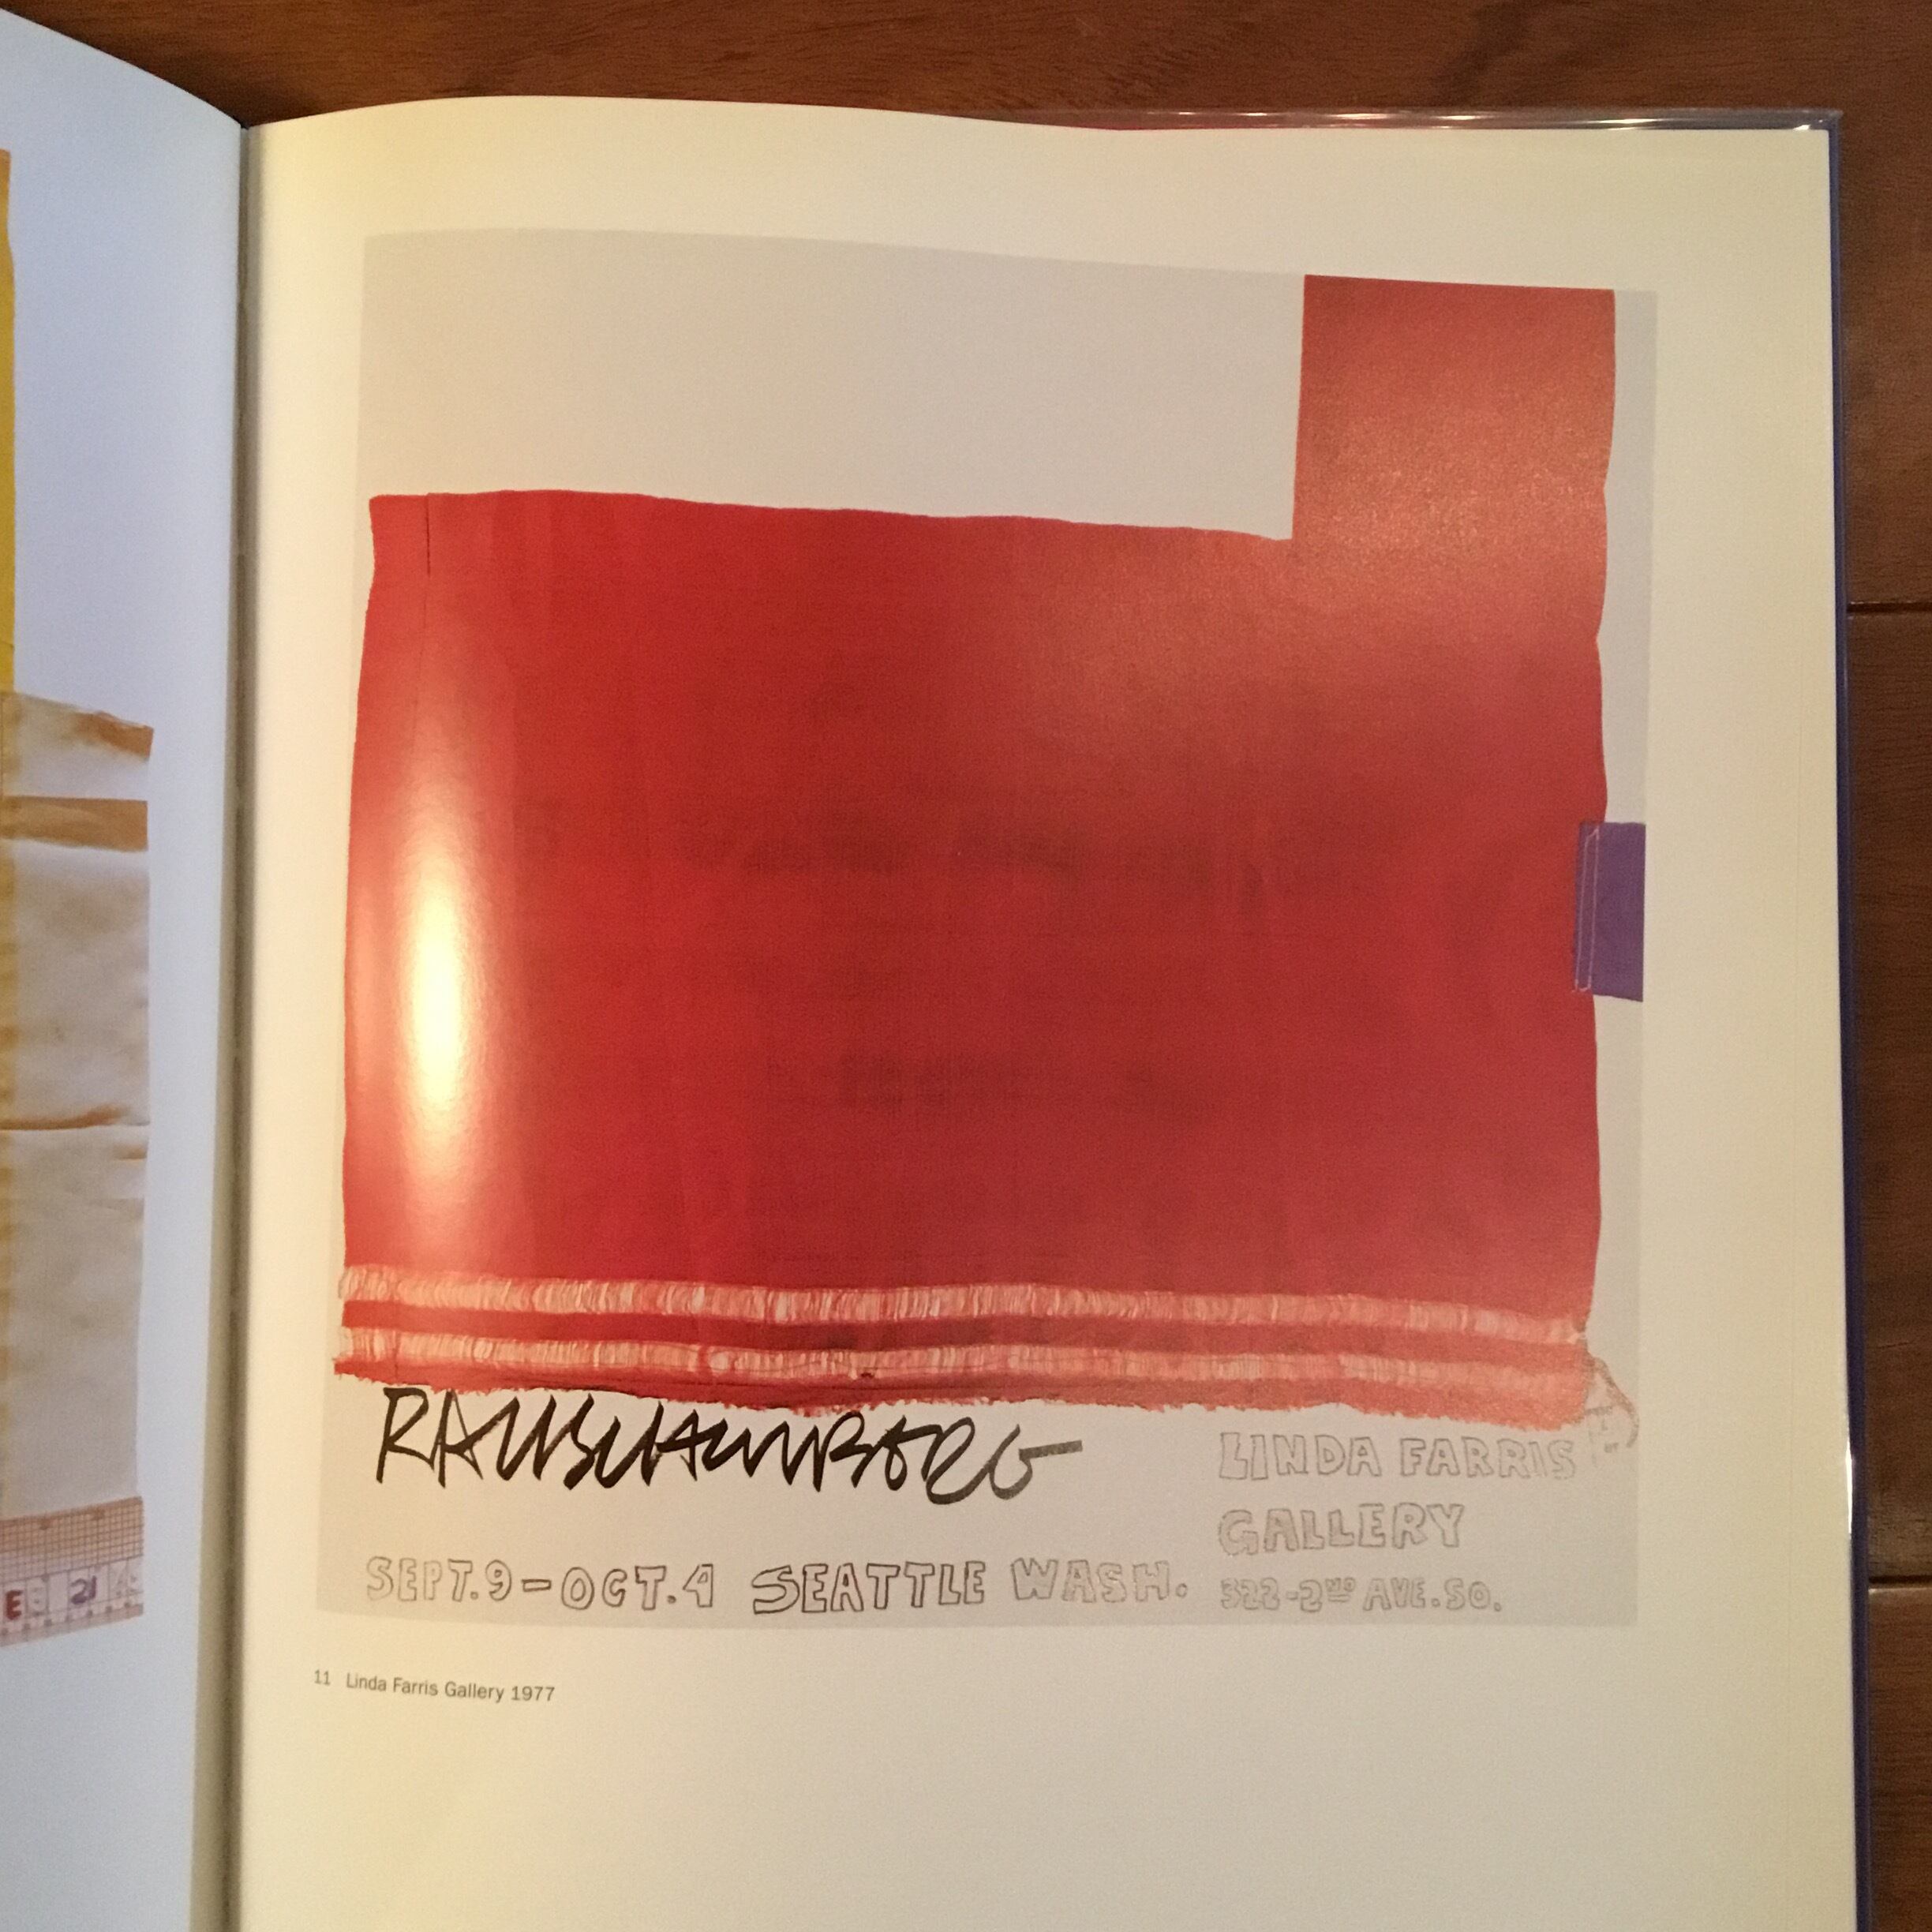 RAUSCHENBERG
LINDA FARRIS
GALLERY
SEPT.9-OCT.4 SEATTLE WASH.
322-2ND AVE.SO.
11 Linda Farris Gallery 1977